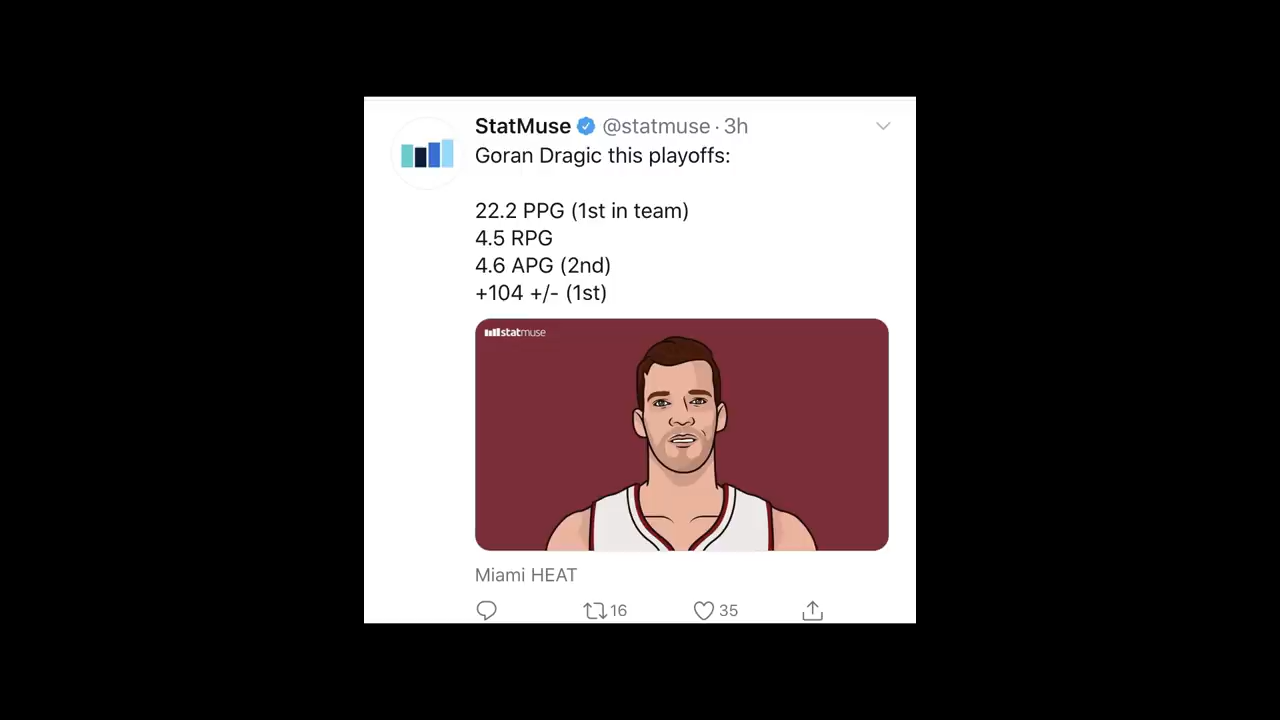 StatMuse @statmuse · 3h
Goran Dragic this playoffs:
22.2 PPG (1st in team)
4.5 RPG
4.6 APG (2nd)
+104 +/- (1st)
statmuse
Miami HEAT
16 35